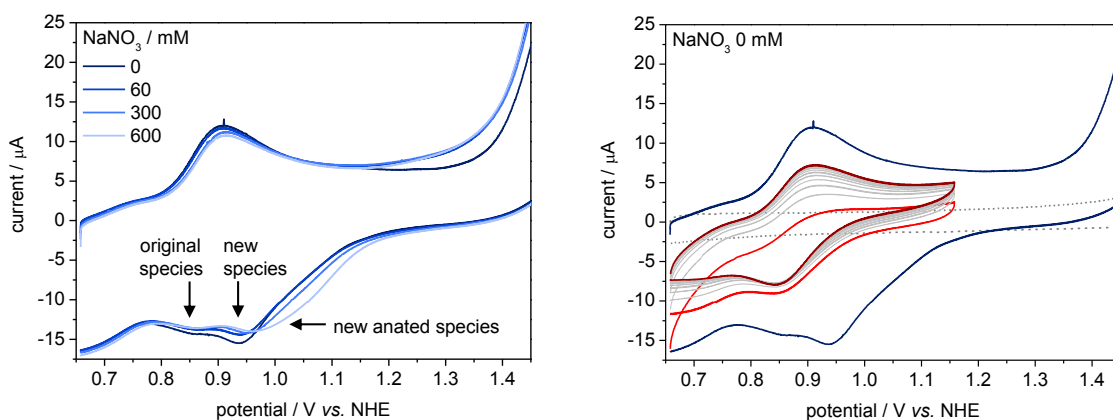 NaNO3 / mM
0
60
300
600
original species
new species
new anated species
25
20
15
10
5
0
-5
-10
-15
current / µA
0.7 0.8 0.9 1.0 1.1 1.2 1.3 1.4
potential / V vs. NHE
NaNO3 0 mM
25
20
15
10
5
0
-5
-10
-15
current / µA
0.7 0.8 0.9 1.0 1.1 1.2 1.3 1.4
potential / V vs. NHE